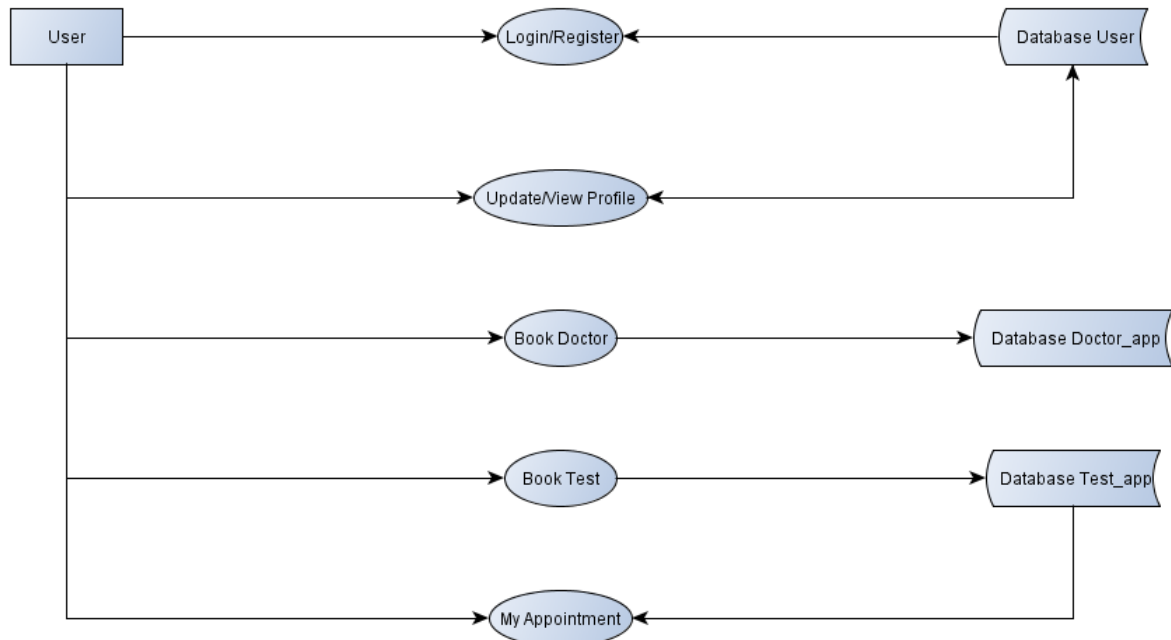 User
Login/Register
Database User
Update/View Profile
Book Doctor
Database Doctor_app
Book Test
Database Test_app
My Appointment